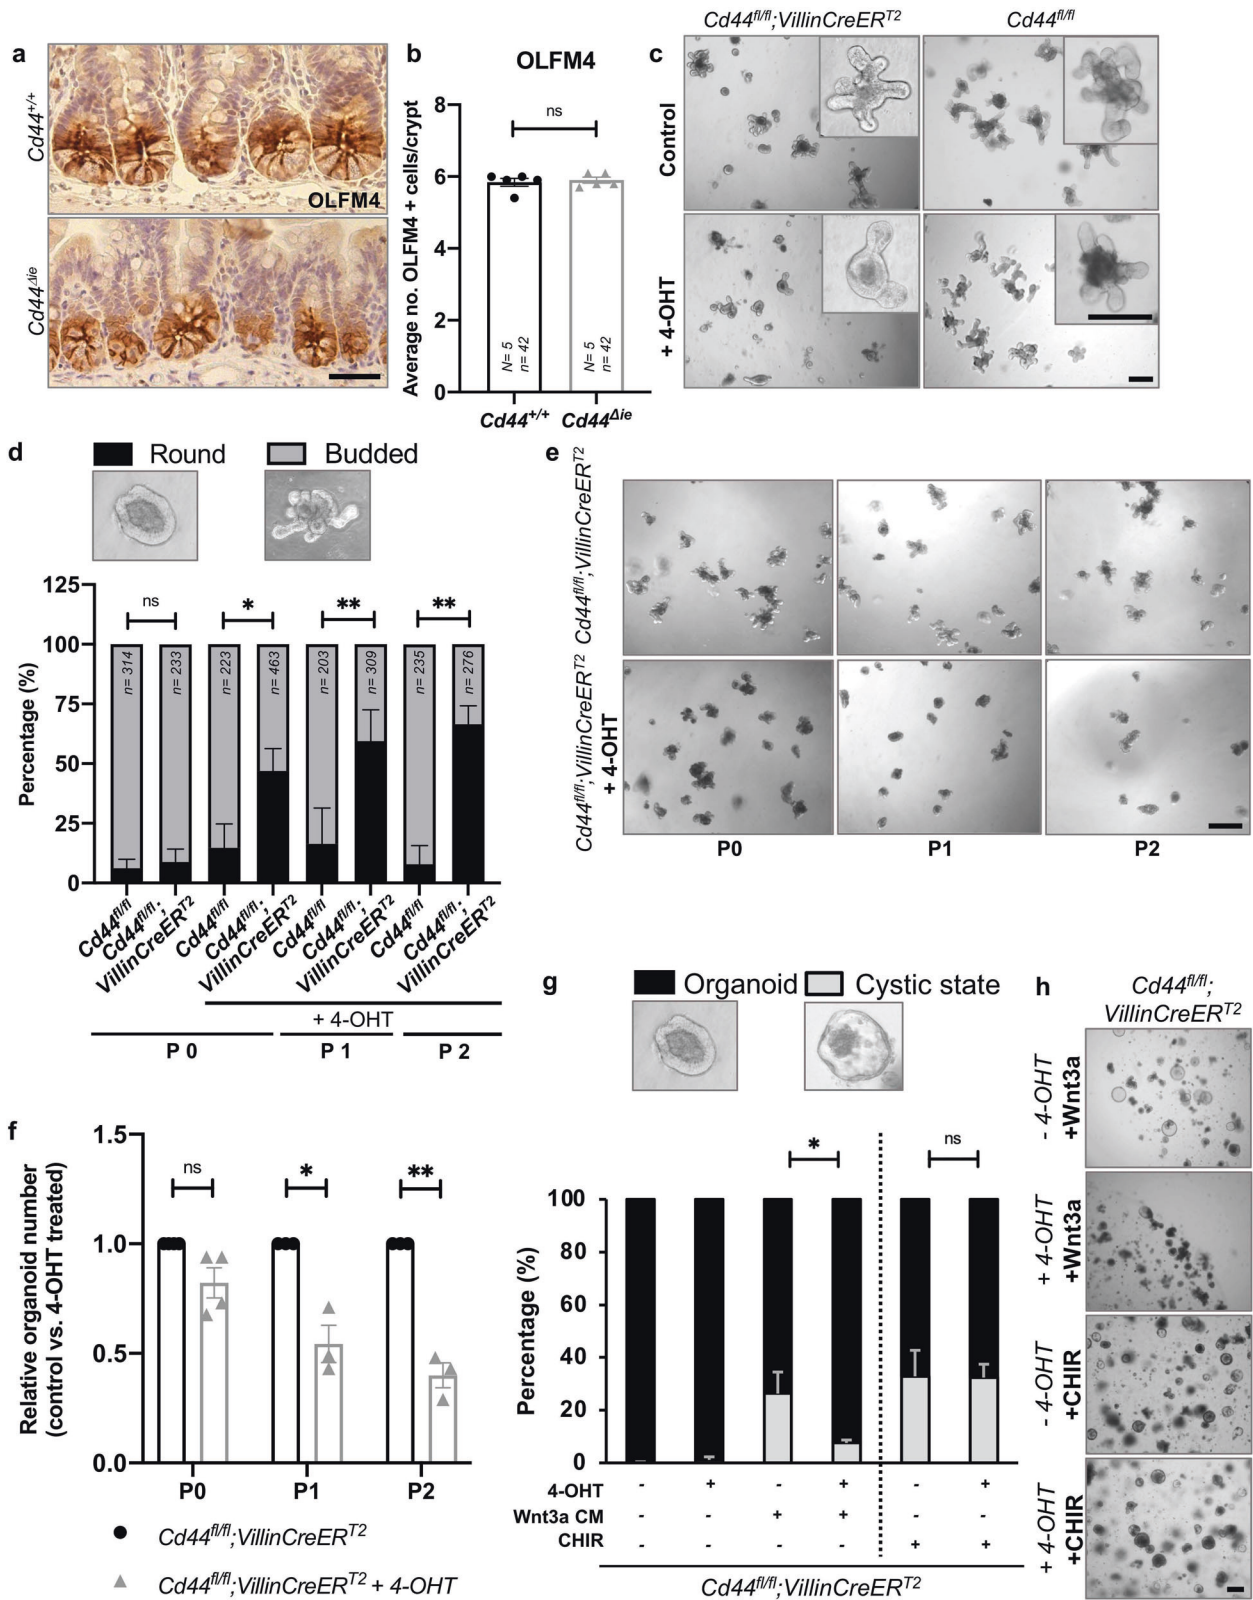 a
Cd44+/+
OLFM4
Cd44Δie
b
OLFM4
Average no. OLFM4 + cells/crypt
8
6
4
2
0
ns
N= 5
n= 42
N= 5
n= 42
Cd44+/+ Cd44Δie
c
Cd44fl/fl;VillinCreERT2
Cd44fl/fl
Control
+ 4-OHT
d
Round
Budded
Percentage (%)
125
100
75
50
25
0
ns
*
**
**
n= 314
n= 233
n= 223
n= 463
n= 203
n= 309
n= 235
n= 276
Cd44fl/fl
Cd44fl/fl;
VillinCreERT2
Cd44fl/fl
Cd44fl/fl;
VillinCreERT2
Cd44fl/fl
Cd44fl/fl;
VillinCreERT2
Cd44fl/fl
Cd44fl/fl;
VillinCreERT2
+ 4-OHT
P 0
P 1
P 2
e
Cd44fl/fl;VillinCreERT2
Cd44fl/fl;VillinCreERT2
+ 4-OHT
P0
P1
P2
f
Relative organoid number
(control vs. 4-OHT treated)
1.5
1.0
0.5
0.0
ns
*
**
P0
P1
P2
Cd44fl/fl;VillinCreERT2
Cd44fl/fl;VillinCreERT2 + 4-OHT
g
Organoid
Cystic state
Percentage (%)
100
80
60
40
20
0
*
ns
4-OHT - + - + - +
Wnt3a CM - - + + - -
CHIR - - - - + +
Cd44fl/fl;VillinCreERT2
h
Cd44fl/fl;
VillinCreERT2
- 4-OHT
+Wnt3a
+ 4-OHT
+Wnt3a
- 4-OHT
+CHIR
+ 4-OHT
+CHIR